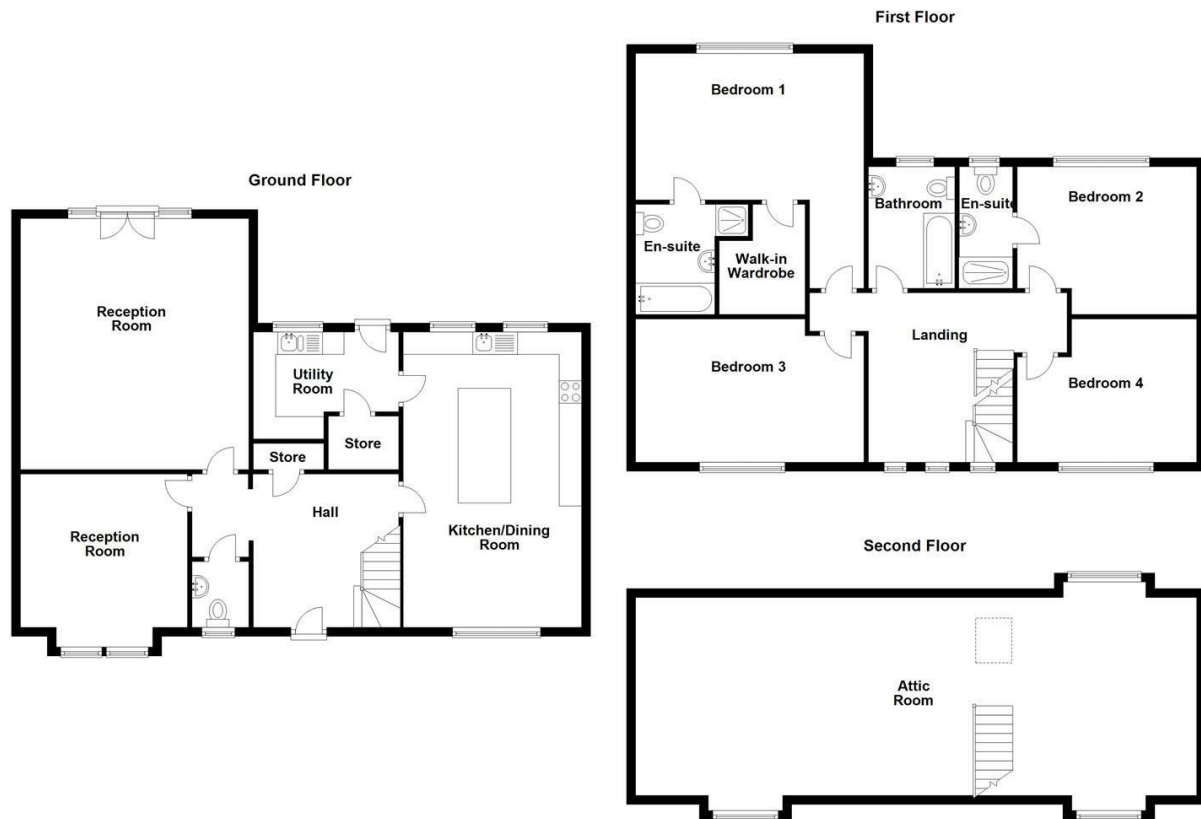 Ground Floor
Reception
Room
Utility
Room
Store
Store
Hall
Reception
Room
Kitchen/Dining
Room
First Floor
Bedroom 1
Bathroom
En-suite
Bedroom 2
En-suite
Walk-in
Wardrobe
Landing
Bedroom 3
Bedroom 4
Second Floor
Attic
Room